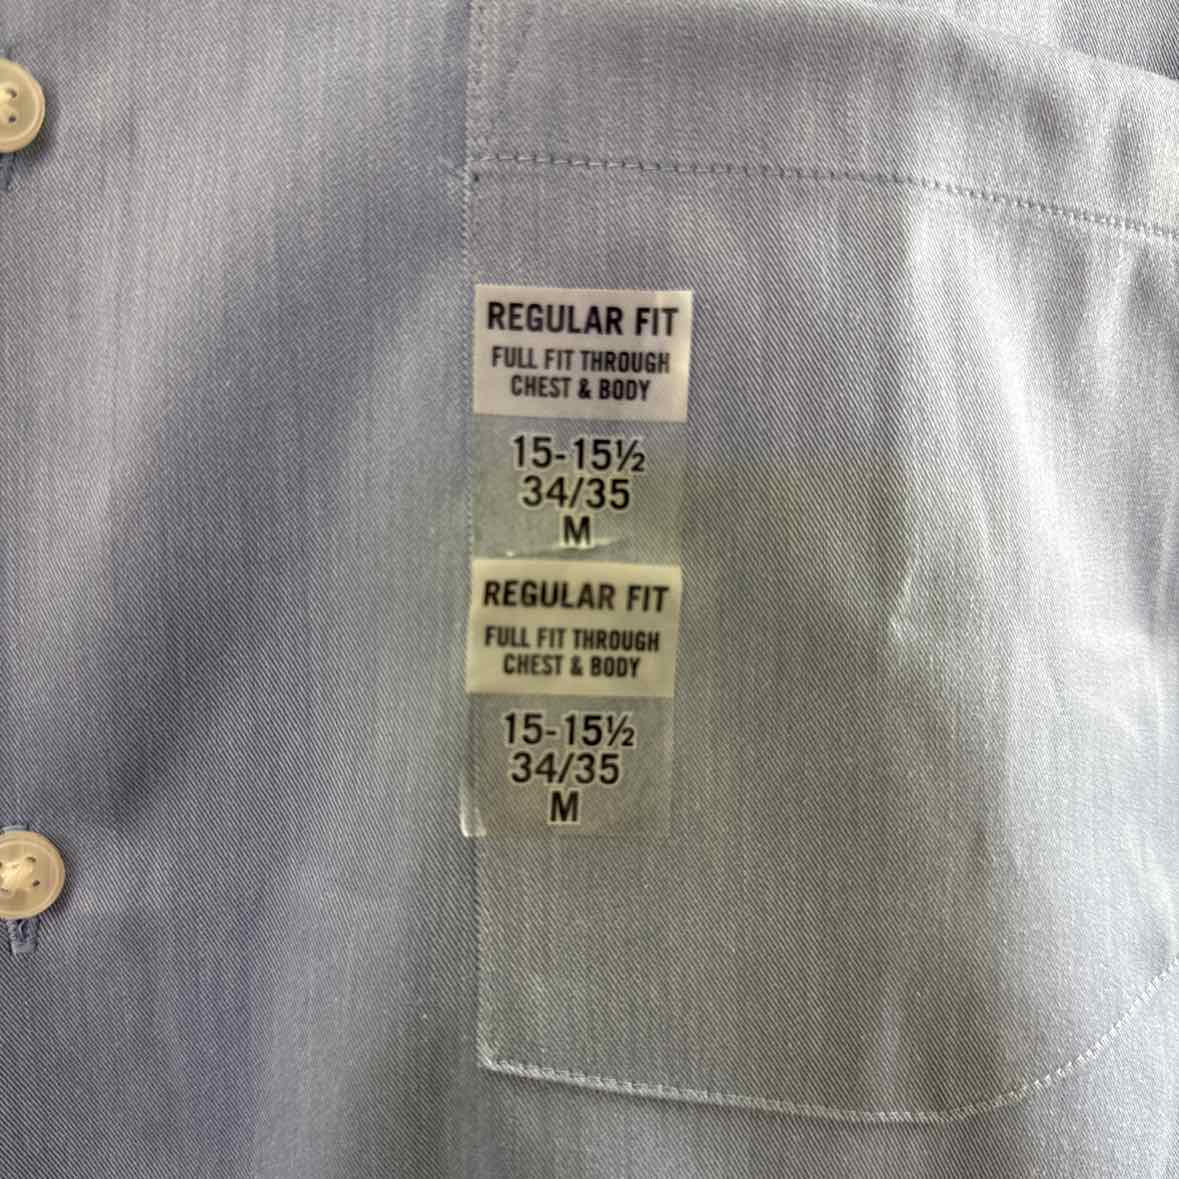 REGULAR FIT
FULL FIT THROUGH
CHEST & BODY
15-15½
34/35
M
REGULAR FIT
FULL FIT THROUGH
CHEST & BODY
15-15½
34/35
M